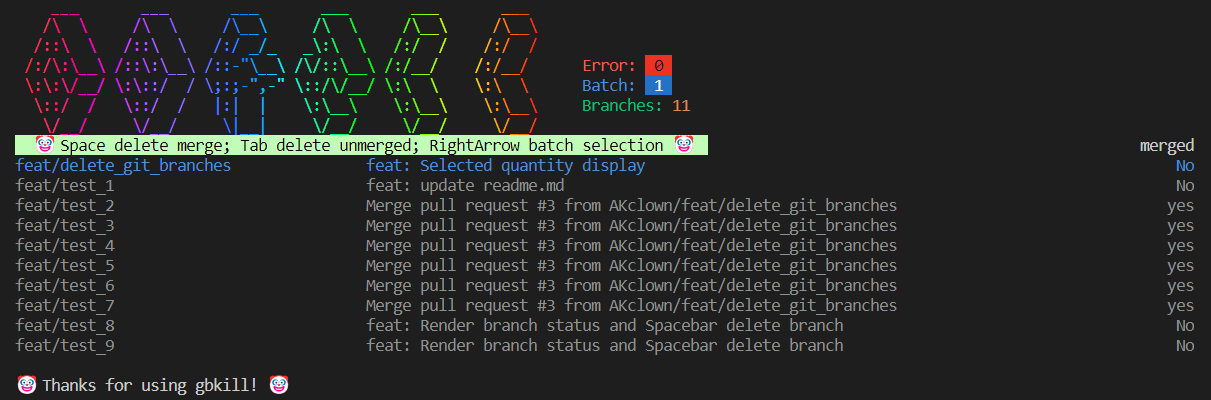 Error: 0
Batch: 1
Branches: 11
Space delete merge; Tab delete unmerged; RightArrow batch selection merged
feat/delete_git_branches feat: Selected quantity display No
feat/test_1 feat: update readme.md No
feat/test_2 Merge pull request #3 from AKclown/feat/delete_git_branches yes
feat/test_3 Merge pull request #3 from AKclown/feat/delete_git_branches yes
feat/test_4 Merge pull request #3 from AKclown/feat/delete_git_branches yes
feat/test_5 Merge pull request #3 from AKclown/feat/delete_git_branches yes
feat/test_6 Merge pull request #3 from AKclown/feat/delete_git_branches yes
feat/test_7 Merge pull request #3 from AKclown/feat/delete_git_branches yes
feat/test_8 feat: Render branch status and Spacebar delete branch No
feat/test_9 feat: Render branch status and Spacebar delete branch No
Thanks for using gbkill!